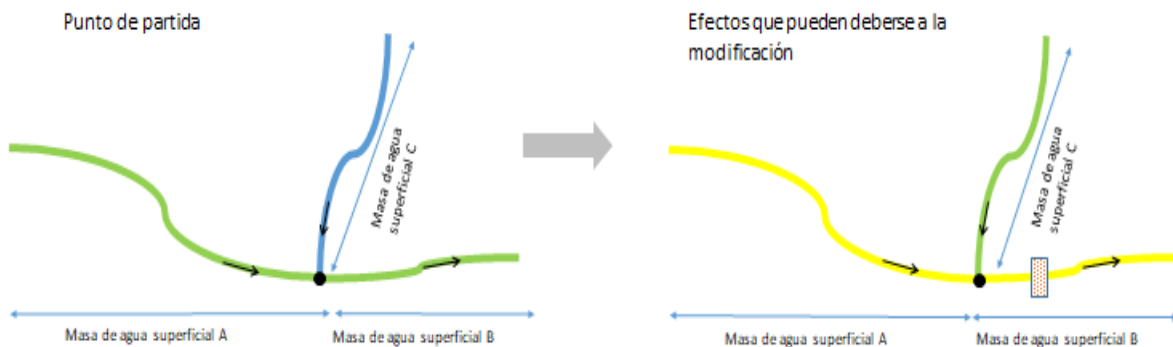 Punto de partida
Masa de agua
superficial C
Masa de agua superficial A
Masa de agua superficial B
Efectos que pueden deberse a la
modificación
Masa de agua
superficial C
Masa de agua superficial A
Masa de agua superficial B